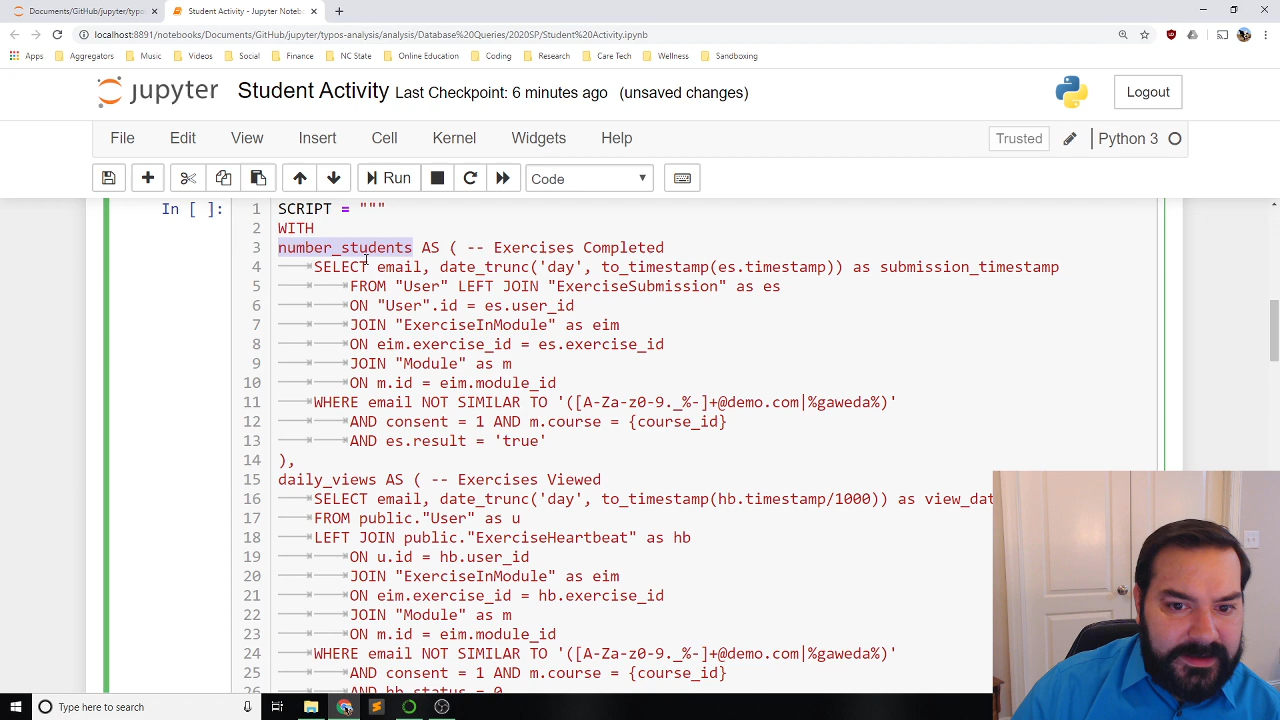 Documents/GitHub/jupyter/typo
Student Activity - Jupyter Noteb
localhost:8891/notebooks/Documents/GitHub/jupyter/typos-analysis/analysis/Database%20Queries/2020SP/Student%20Activity.ipynb
Apps Aggregators Music Videos Social Finance NC State Online Education Coding Research Care Tech Wellness Sandboxing
jupyter Student Activity Last Checkpoint: 6 minutes ago (unsaved changes) Logout
File Edit View Insert Cell Kernel Widgets Help Trusted Python 3
Run Code
In [ ]: 1 SCRIPT = """
2 WITH
3 number_students AS ( -- Exercises Completed
4 SELECT email, date_trunc('day', to_timestamp(es.timestamp)) as submission_timestamp
5 FROM "User" LEFT JOIN "ExerciseSubmission" as es
6 ON "User".id = es.user_id
7 JOIN "ExerciseInModule" as eim
8 ON eim.exercise_id = es.exercise_id
9 JOIN "Module" as m
10 ON m.id = eim.module_id
11 WHERE email NOT SIMILAR TO '([A-Za-z0-9._%-]+@demo.com|%gaweda%)'
12 AND consent = 1 AND m.course = {course_id}
13 AND es.result = 'true'
14 ),
15 daily_views AS ( -- Exercises Viewed
16 SELECT email, date_trunc('day', to_timestamp(hb.timestamp/1000)) as view_dat
17 FROM public."User" as u
18 LEFT JOIN public."ExerciseHeartbeat" as hb
19 ON u.id = hb.user_id
20 JOIN "ExerciseInModule" as eim
21 ON eim.exercise_id = hb.exercise_id
22 JOIN "Module" as m
23 ON m.id = eim.module_id
24 WHERE email NOT SIMILAR TO '([A-Za-z0-9._%-]+@demo.com|%gaweda%)'
25 AND consent = 1 AND m.course = {course_id}
26 AND hb.status = 0
Type here to search